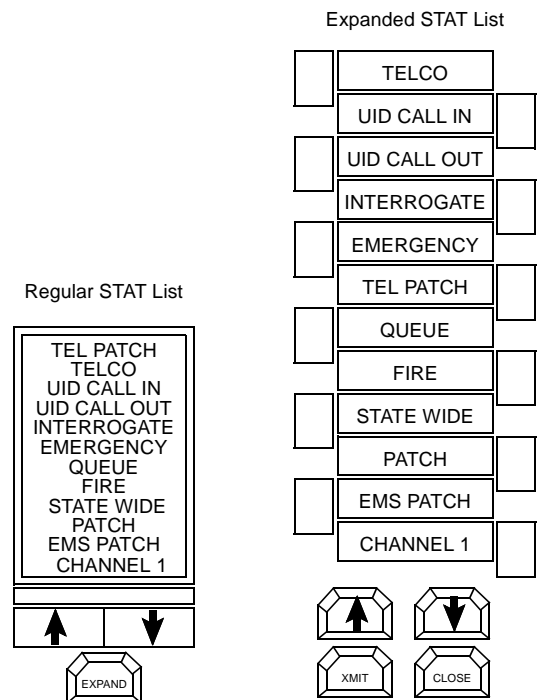 Expanded STAT List
TELCO
UID CALL IN
UID CALL OUT
INTERROGATE
EMERGENCY
TEL PATCH
QUEUE
FIRE
STATE WIDE
PATCH
EMS PATCH
CHANNEL 1
XMIT
CLOSE
Regular STAT List
TEL PATCH
TELCO
UID CALL IN
UID CALL OUT
INTERROGATE
EMERGENCY
QUEUE
FIRE
STATE WIDE
PATCH
EMS PATCH
CHANNEL 1
EXPAND